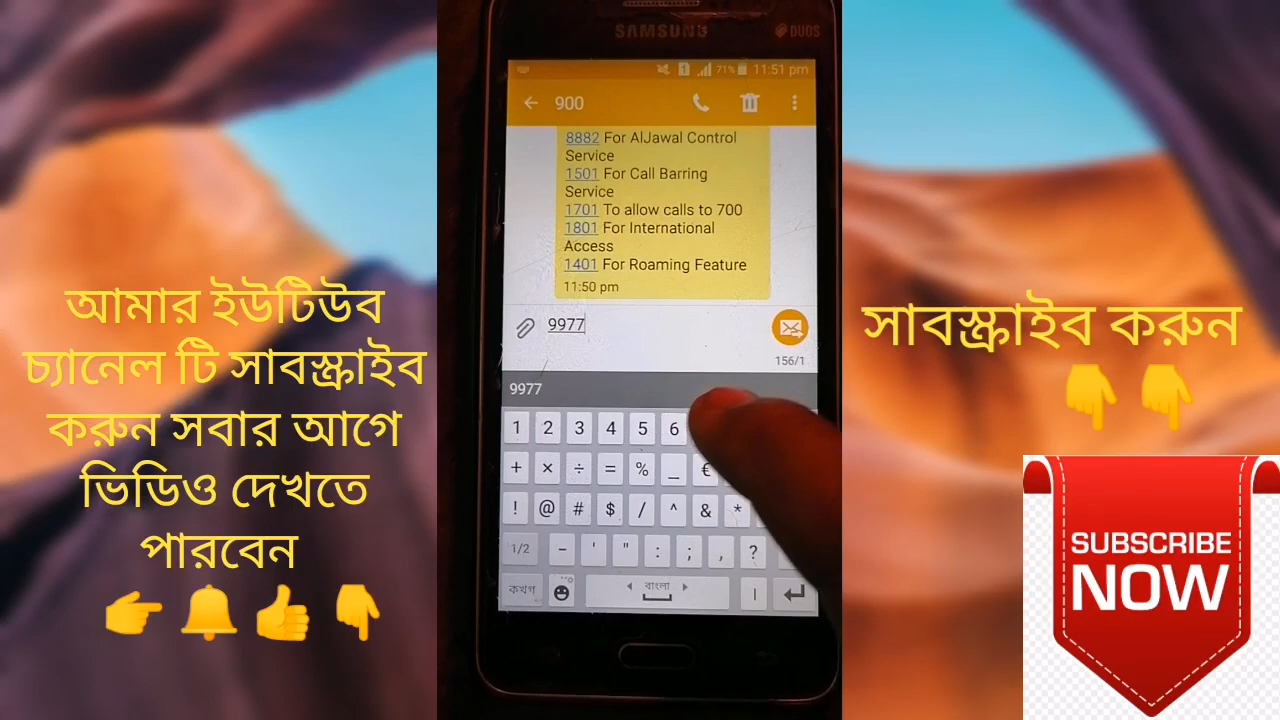 আমার ইউটিউব
চ্যানেল টি সাবস্ক্রাইব
করুন সবার আগে
ভিডিও দেখতে
পারবেন
SAMSUNG
DUOS
71% 11:51 pm
900
8882 For AlJawal Control
Service
1501 For Call Barring
Service
1701 To allow calls to 700
1801 For International
Access
1401 For Roaming Feature
11:50 pm
9977
156/1
9977
1 2 3 4 5 6
+ × ÷ = % _ €
! @ # $ / ^ & *
1/2 - ' " : ; , ?
কখগ বাংলা ।
সাবস্ক্রাইব করুন
SUBSCRIBE
NOW